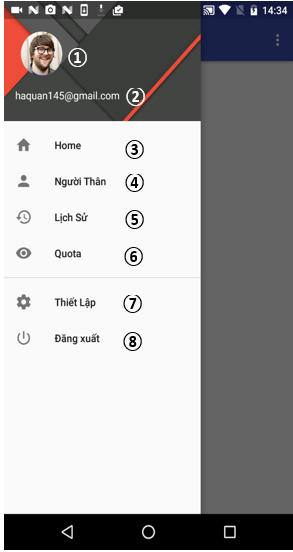 14:34
①
haquan145@gmail.com ②
Home ③
Người Thân ④
Lịch Sử ⑤
Quota ⑥
Thiết Lập ⑦
Đăng xuất ⑧